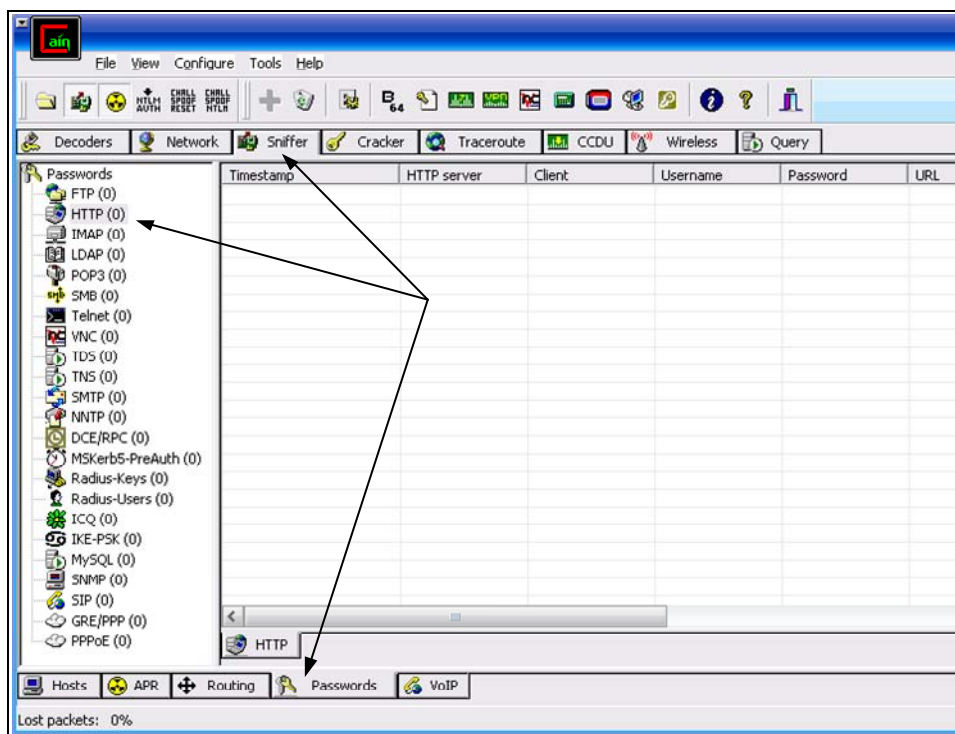 Cain
File View Configure Tools Help
NTLM AUTH CHALL SPOOF RESET CHALL SPOOF NTLM B64
Decoders Network Sniffer Cracker Traceroute CCDU Wireless Query
Passwords
Timestamp HTTP server Client Username Password URL
FTP (0)
HTTP (0)
IMAP (0)
LDAP (0)
POP3 (0)
SMB (0)
Telnet (0)
VNC (0)
TDS (0)
TNS (0)
SMTP (0)
NNTP (0)
DCE/RPC (0)
MSKerb5-PreAuth (0)
Radius-Keys (0)
Radius-Users (0)
ICQ (0)
IKE-PSK (0)
MySQL (0)
SNMP (0)
SIP (0)
GRE/PPP (0)
PPPoE (0)
HTTP
Hosts APR Routing Passwords VoIP
Lost packets: 0%